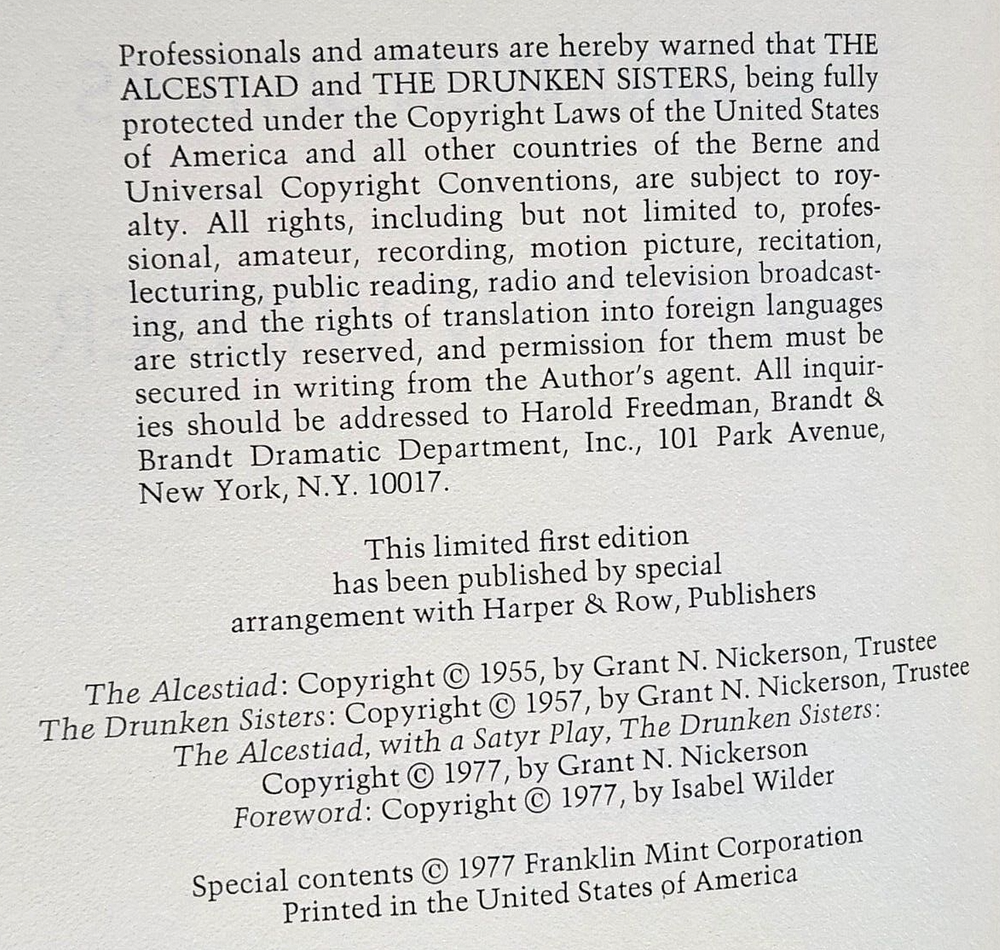 Professionals and amateurs are hereby warned that THE
ALCESTIAD and THE DRUNKEN SISTERS, being fully
protected under the Copyright Laws of the United States
of America and all other countries of the Berne and
Universal Copyright Conventions, are subject to roy-
alty. All rights, including but not limited to, profes-
sional, amateur, recording, motion picture, recitation,
lecturing, public reading, radio and television broadcast-
ing, and the rights of translation into foreign languages
are strictly reserved, and permission for them must be
secured in writing from the Author's agent. All inquir-
ies should be addressed to Harold Freedman, Brandt &
Brandt Dramatic Department, Inc., 101 Park Avenue,
New York, N.Y. 10017.
This limited first edition
has been published by special
arrangement with Harper & Row, Publishers
The Alcestiad: Copyright © 1955, by Grant N. Nickerson, Trustee
The Drunken Sisters: Copyright © 1957, by Grant N. Nickerson, Trustee
The Alcestiad, with a Satyr Play, The Drunken Sisters:
Copyright © 1977, by Grant N. Nickerson
Foreword: Copyright © 1977, by Isabel Wilder
Special contents © 1977 Franklin Mint Corporation
Printed in the United States of America